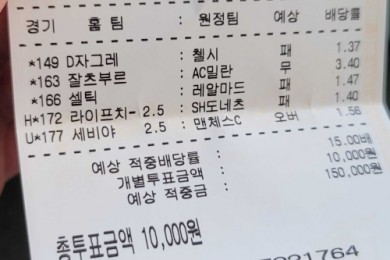 경기 홈 팀 : 원정팀 예상 배당률
*149 D자그레 : 첼시 패 1.37
*163 잘츠부르 : AC밀란 무 3.40
*166 셀틱 : 레알마드 패 1.47
H*172 라이프치- 2.5 : SH도네츠 패 1.40
U*177 세비야 2.5 : 맨체스C 오버 1.56
예상 적중배당률 : 15.00배
개별투표금액 : 10,000원
예상 적중금 : 150,000원
총투표금액 10,000원